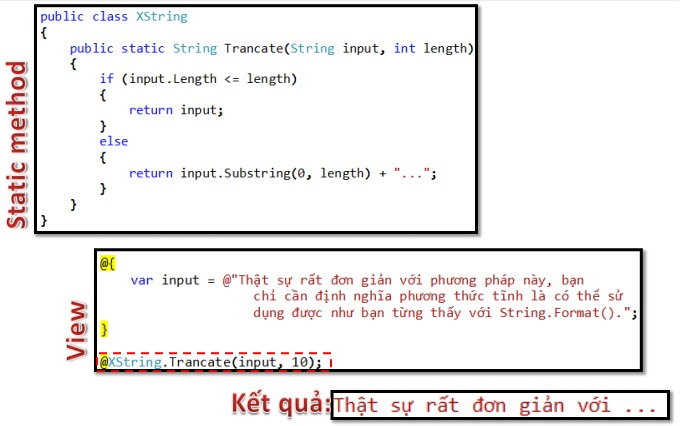 public class XString
{
public static String Trancate(String input, int length)
{
if (input.Length <= length)
{
return input;
}
else
{
return input.Substring(0, length) + "...";
}
}
}
Static method
@{
var input = @"Thật sự rất đơn giản với phương pháp này, bạn
chỉ cần định nghĩa phương thức tĩnh là có thể sử
dụng được như bạn từng thấy với String.Format().";
}
@XString.Trancate(input, 10);
View
Kết quả: Thật sự rất đơn giản với ...